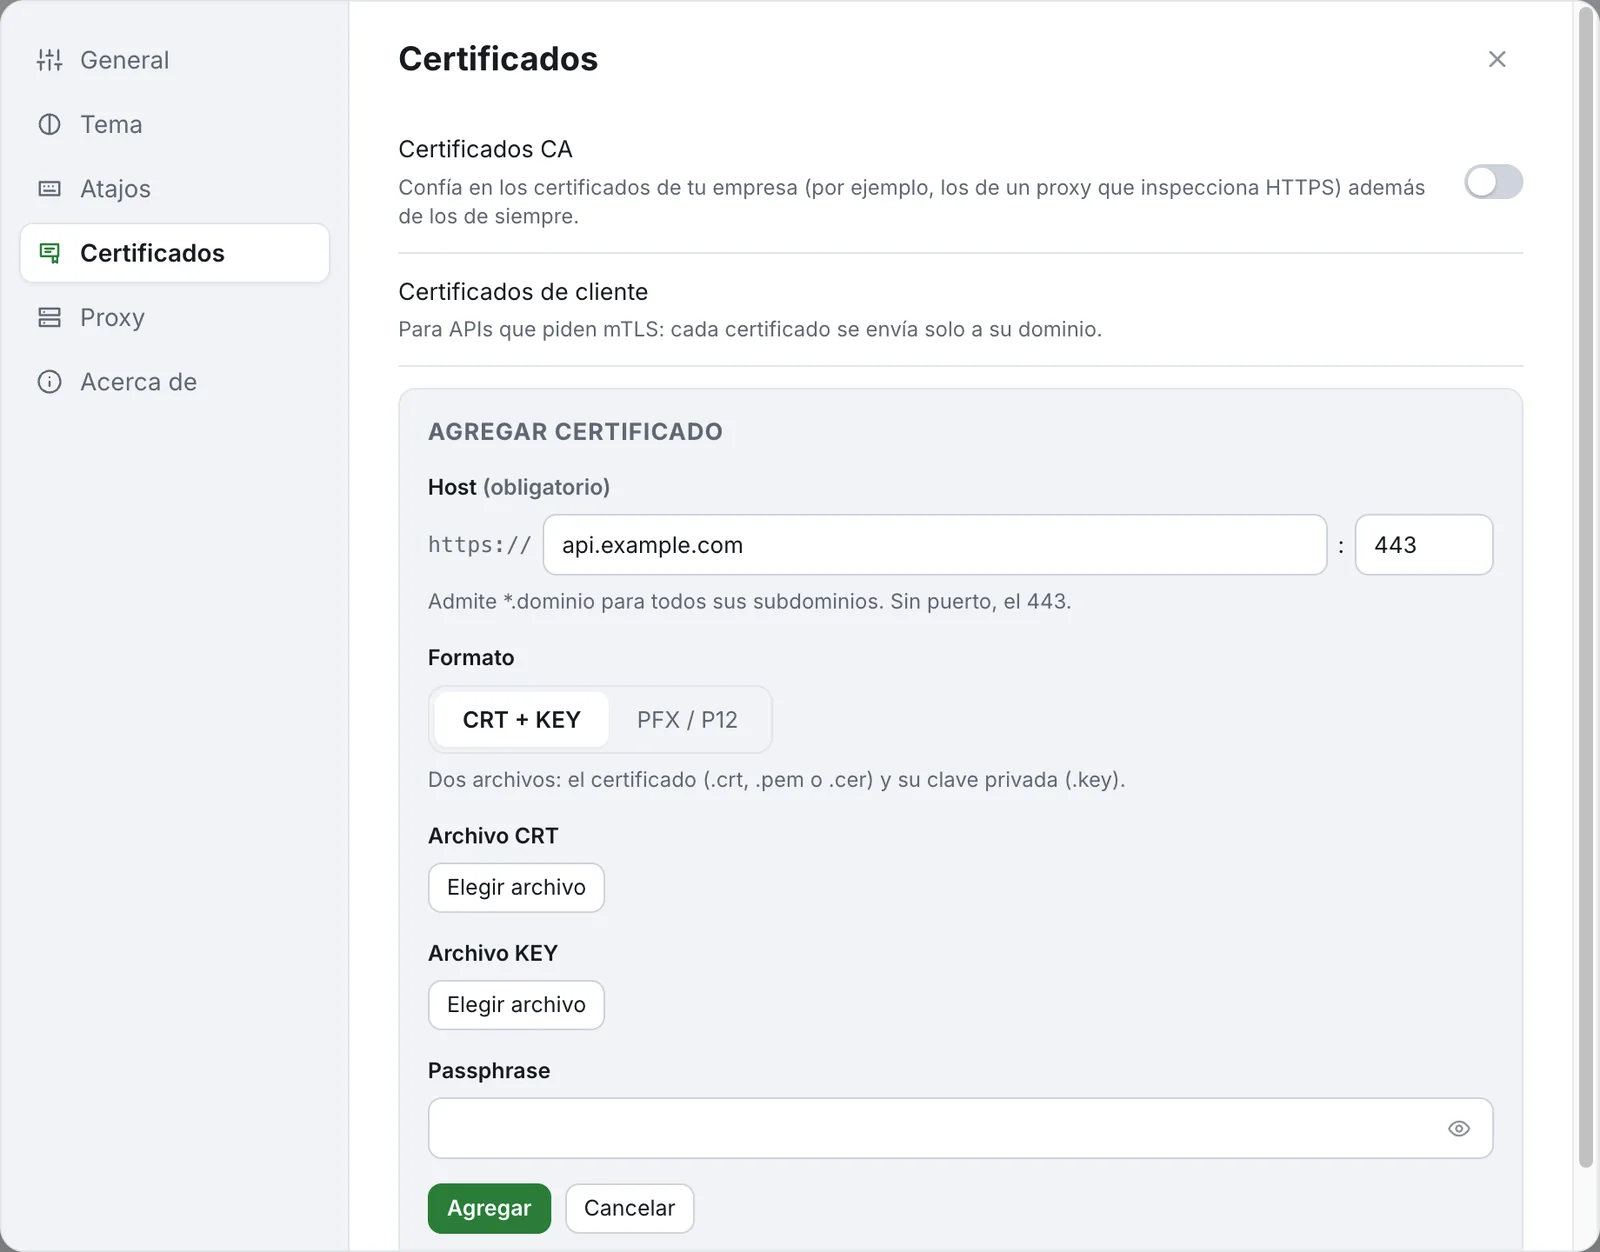 General
Tema
Atajos
Certificados
Proxy
Acerca de
Certificados
Certificados CA
Confía en los certificados de tu empresa (por ejemplo, los de un proxy que inspecciona HTTPS) además
de los de siempre.
Certificados de cliente
Para APIs que piden mTLS: cada certificado se envía solo a su dominio.
AGREGAR CERTIFICADO
Host (obligatorio)
https:// api.example.com : 443
Admite *.dominio para todos sus subdominios. Sin puerto, el 443.
Formato
CRT + KEY PFX / P12
Dos archivos: el certificado (.crt, .pem o .cer) y su clave privada (.key).
Archivo CRT
Elegir archivo
Archivo KEY
Elegir archivo
Passphrase
Agregar Cancelar